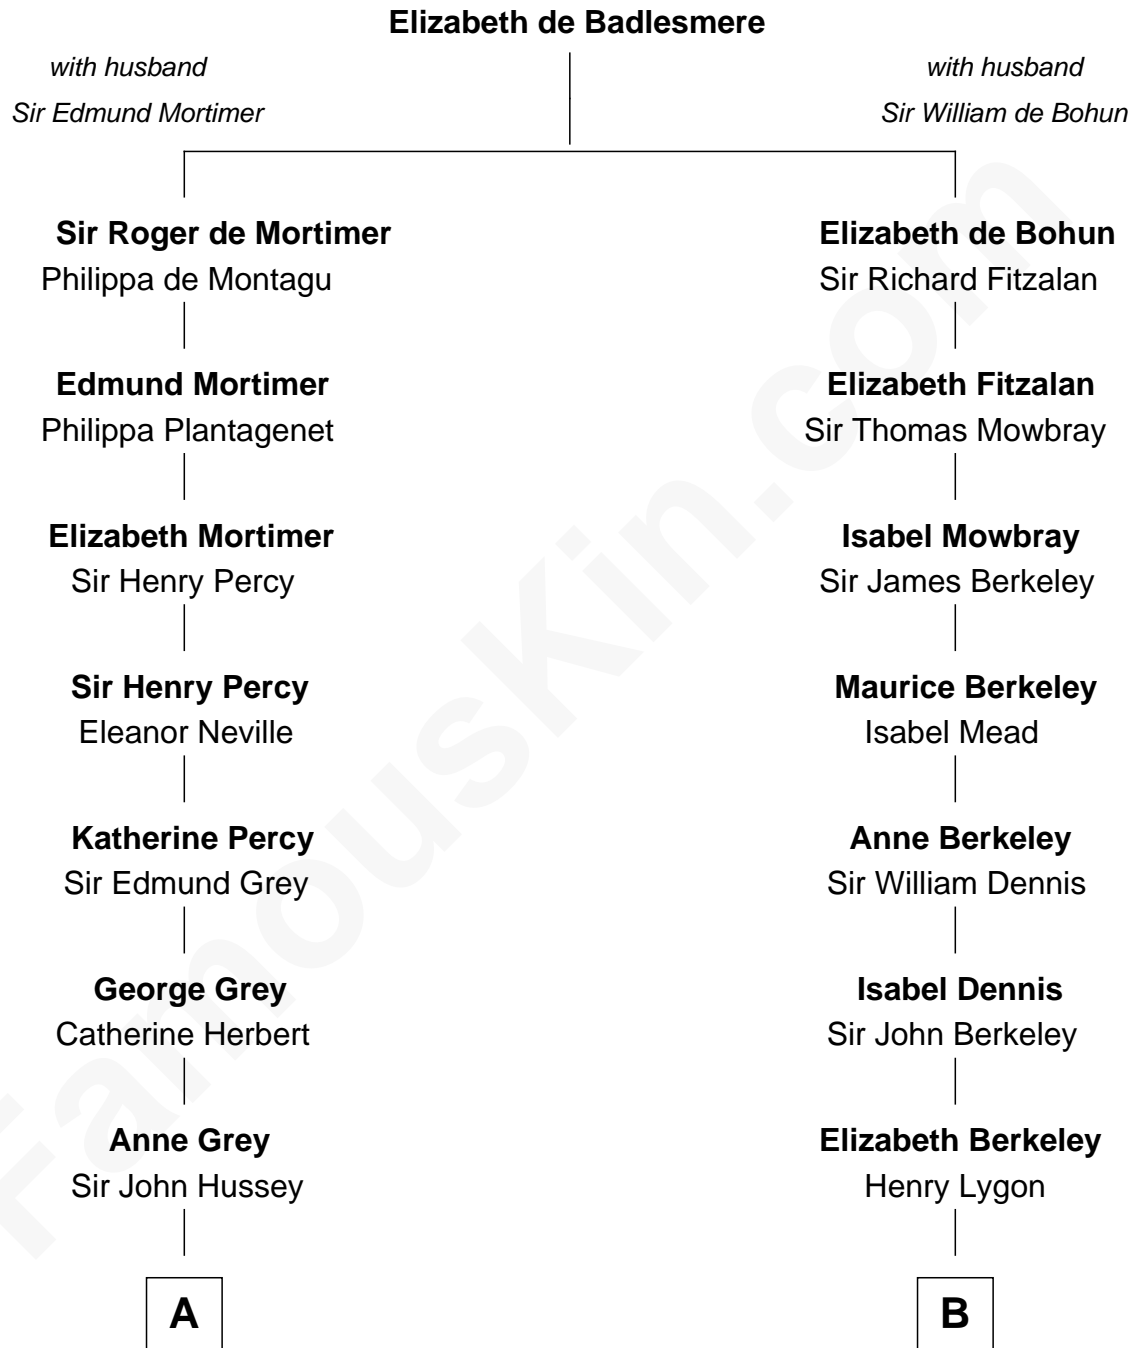 Elizabeth de Badlesmere
with husband
Sir Edmund Mortimer
with husband
Sir William de Bohun
Sir Roger de Mortimer
Philippa de Montagu
Elizabeth de Bohun
Sir Richard Fitzalan
Edmund Mortimer
Philippa Plantagenet
Elizabeth Fitzalan
Sir Thomas Mowbray
Elizabeth Mortimer
Sir Henry Percy
Isabel Mowbray
Sir James Berkeley
Sir Henry Percy
Eleanor Neville
Maurice Berkeley
Isabel Mead
Katherine Percy
Sir Edmund Grey
Anne Berkeley
Sir William Dennis
George Grey
Catherine Herbert
Isabel Dennis
Sir John Berkeley
Anne Grey
Sir John Hussey
Elizabeth Berkeley
Henry Lygon
A
B
FamousKin.com